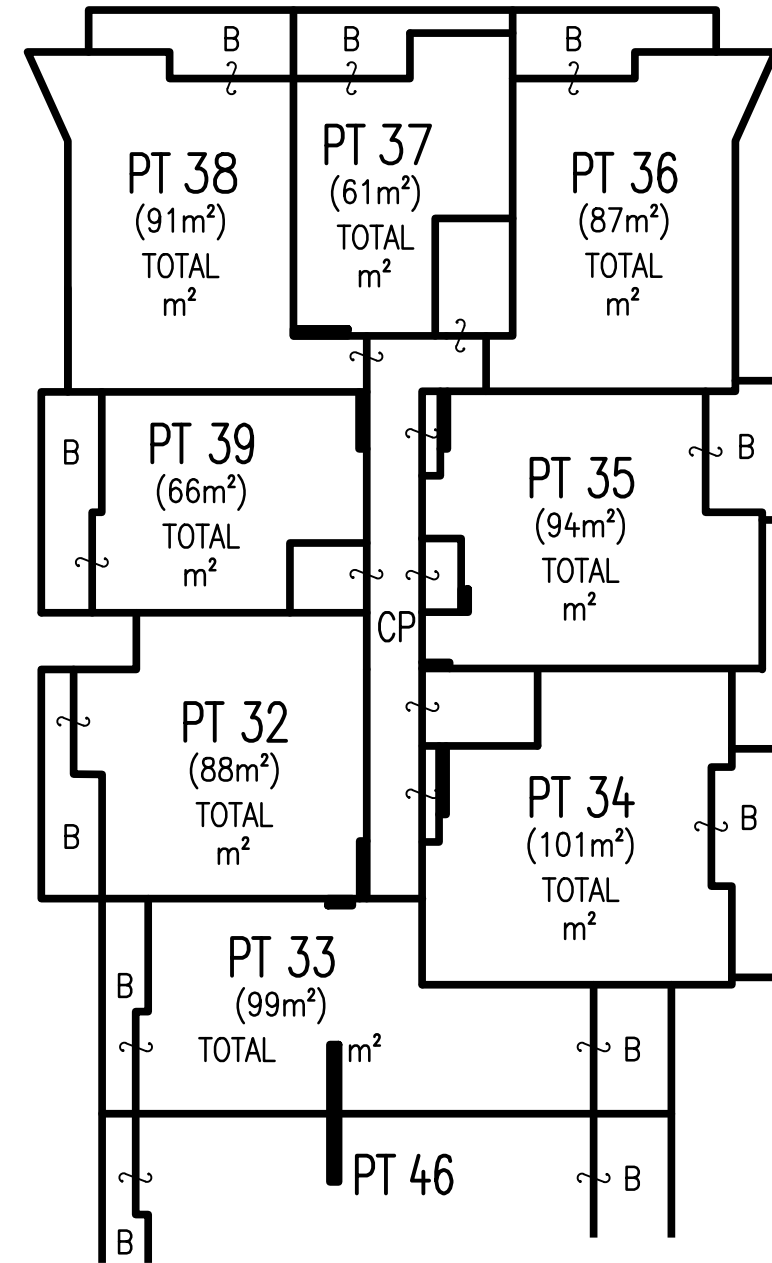 B
B
B
PT 38
(91m²)
TOTAL
m²
PT 37
(61m²)
TOTAL
m²
PT 36
(87m²)
TOTAL
m²
B
PT 39
(66m²)
TOTAL
m²
PT 35
(94m²)
TOTAL
m²
B
CP
PT 32
(88m²)
TOTAL
m²
B
PT 34
(101m²)
TOTAL
m²
B
PT 33
(99m²)
TOTAL m²
B
B
PT 46
B
B